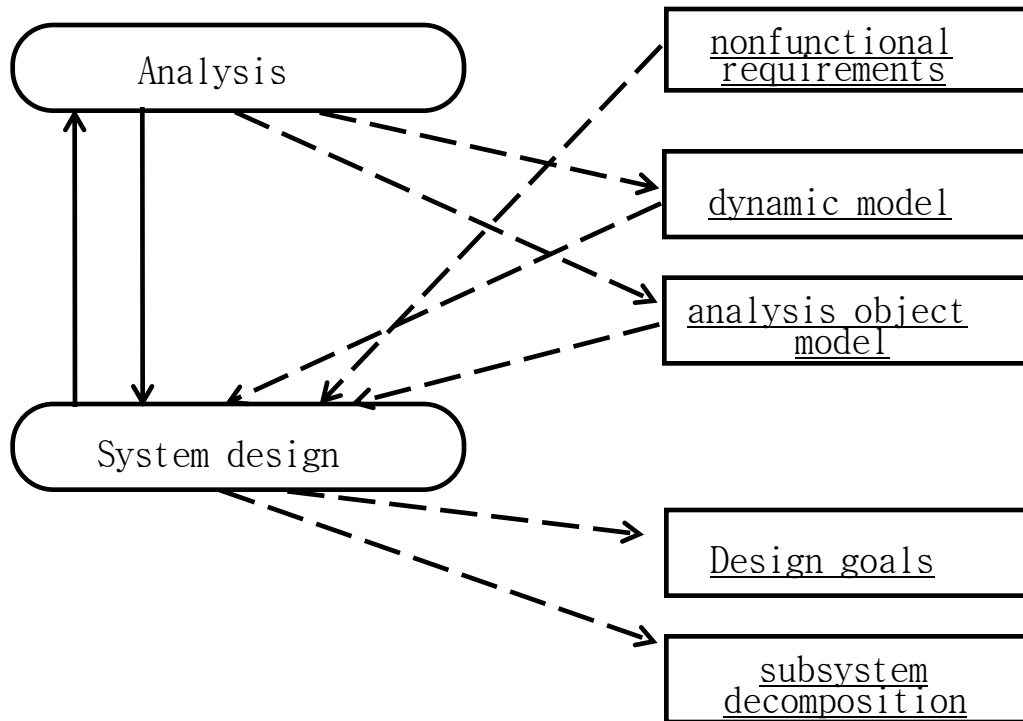 Analysis
nonfunctional
requirements
dynamic model
analysis object
model
System design
Design goals
subsystem
decomposition